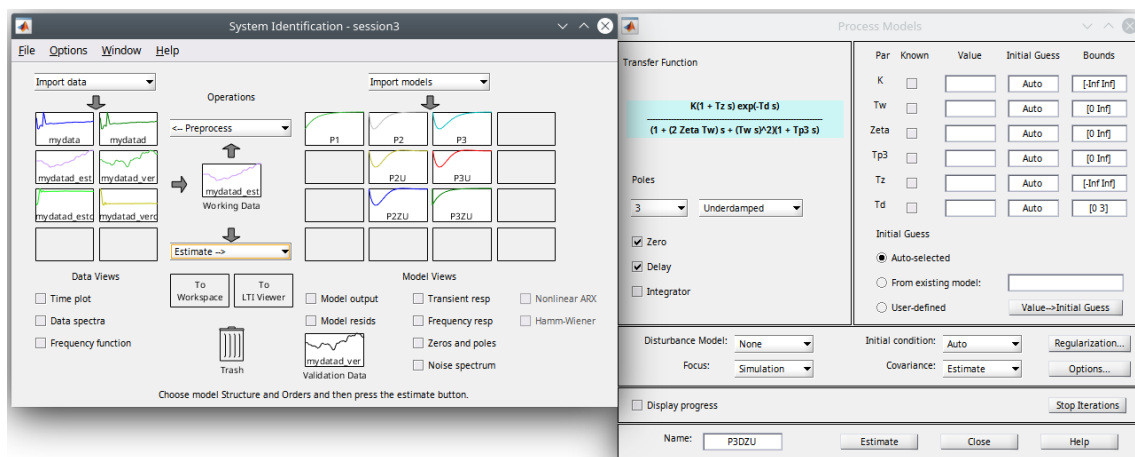 System Identification - session3
File Options Window Help
Import data
Import models
Operations
<-- Preprocess
mydata mydatad
mydatad_est mydatad_ver
mydatad_estd mydatad_verd
mydatad_est
Working Data
Estimate -->
P1 P2 P3
P2U P3U
P2ZU P3ZU
Data Views
Time plot
Data spectra
Frequency function
To
Workspace
To
LTI Viewer
Trash
mydatad_ver
Validation Data
Model Views
Model output Transient resp Nonlinear ARX
Model resids Frequency resp Hamm-Wiener
Zeros and poles
Noise spectrum
Choose model Structure and Orders and then press the estimate button.
Process Models
Transfer Function
K(1 + Tz s) exp(-Td s)
(1 + (2 Zeta Tw) s + (Tw s)^2)(1 + Tp3 s)
Poles
3 Underdamped
Zero
Delay
Integrator
Par Known Value Initial Guess Bounds
K Auto [-Inf Inf]
Tw Auto [0 Inf]
Zeta Auto [0 Inf]
Tp3 Auto [0 Inf]
Tz Auto [-Inf Inf]
Td Auto [0 3]
Initial Guess
Auto-selected
From existing model:
User-defined Value-->Initial Guess
Disturbance Model: None Initial condition: Auto Regularization...
Focus: Simulation Covariance: Estimate Options...
Display progress Stop Iterations
Name: P3DZU Estimate Close Help